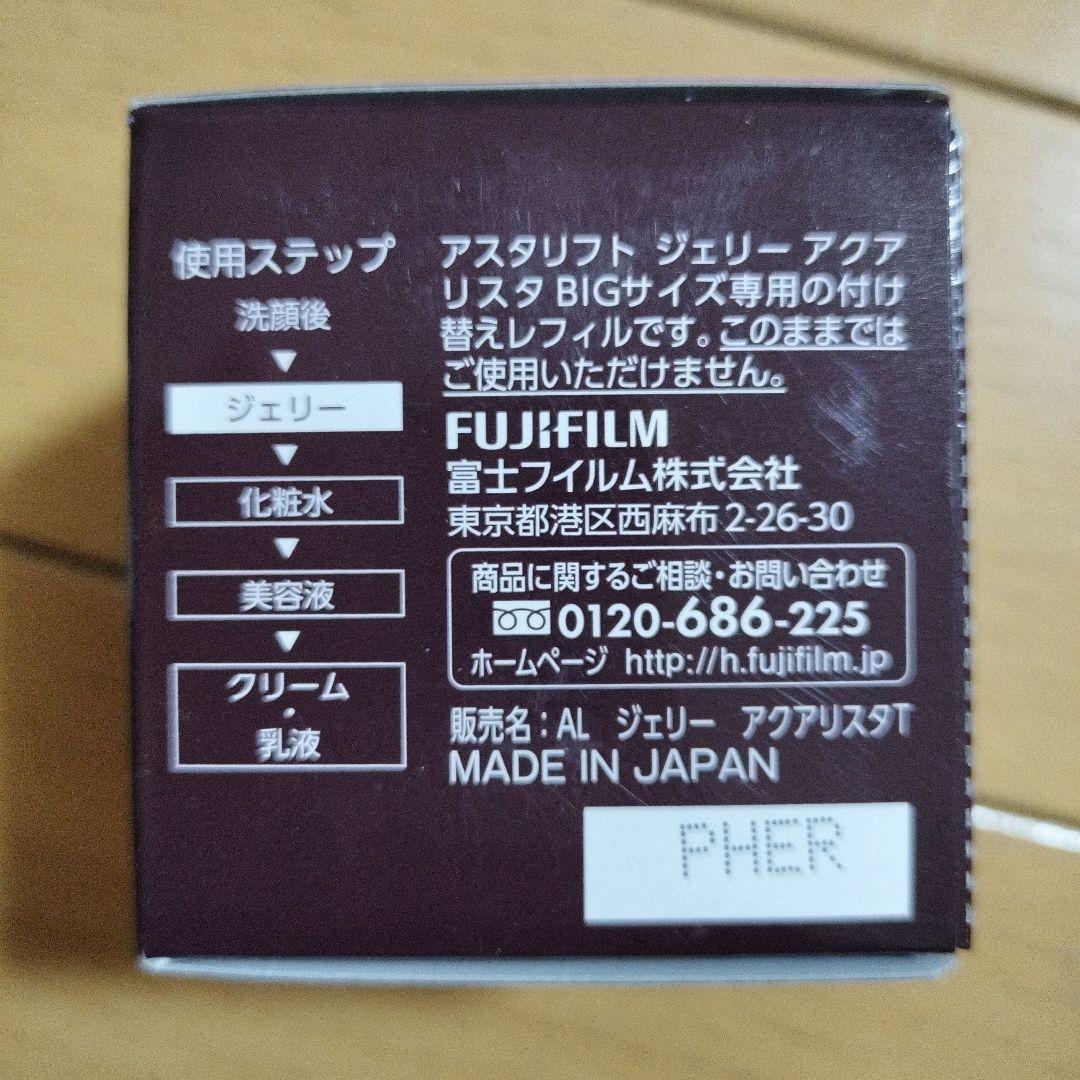 使用ステップ
洗顔後
▼
ジェリー
▼
化粧水
▼
美容液
▼
クリーム
・
乳液
アスタリフト ジェリー アクア
リスタ BIGサイズ専用の付け
替えレフィルです。このままでは
ご使用いただけません。
FUJIFILM
富士フイルム株式会社
東京都港区西麻布 2-26-30
商品に関するご相談・お問い合わせ
0120-686-225
ホームページ http://h.fujifilm.jp
販売名：AL ジェリー アクアリスタT
MADE IN JAPAN
PHER